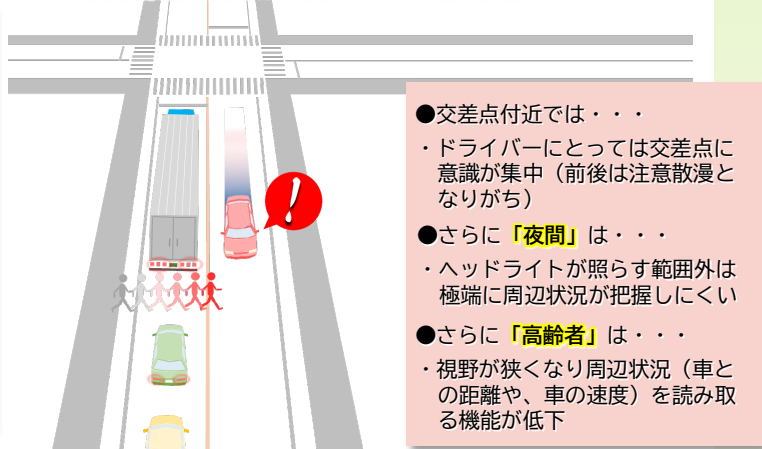 ●交差点付近では・・・
・ドライバーにとっては交差点に
意識が集中（前後は注意散漫と
なりがち）
●さらに「夜間」は・・・
・ヘッドライトが照らす範囲外は
極端に周辺状況が把握しにくい
●さらに「高齢者」は・・・
・視野が狭くなり周辺状況（車と
の距離や、車の速度）を読み取
る機能が低下
!